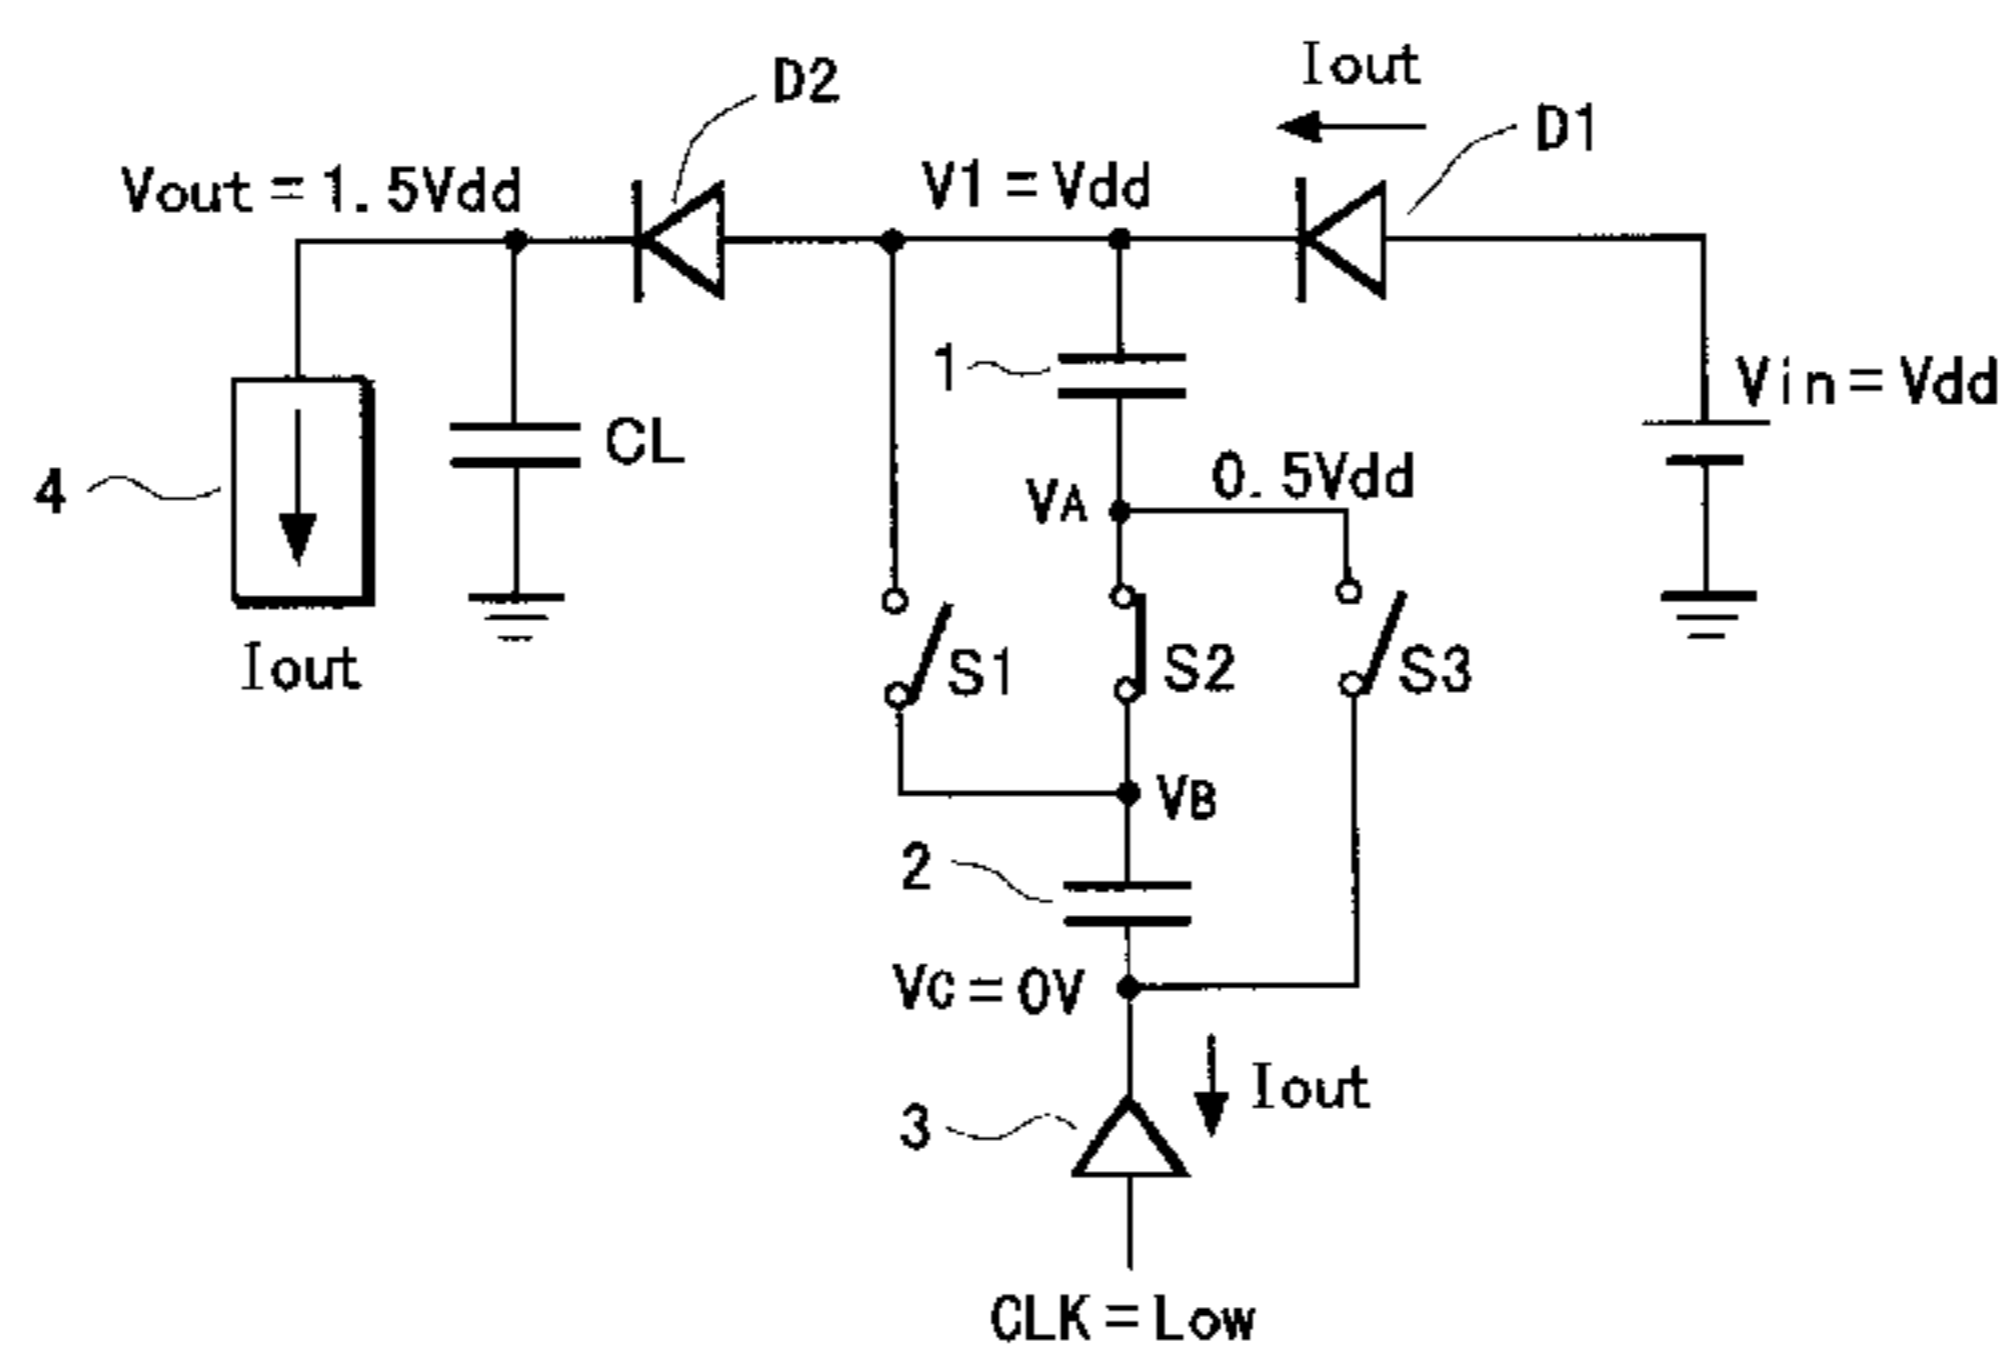 Iout
D2
D1
Vout=1.5Vdd
V1=Vdd
1
Vin=Vdd
CL
4
VA
0.5Vdd
S1
S2
S3
Iout
VB
2
VC=0V
Iout
3
CLK=Low